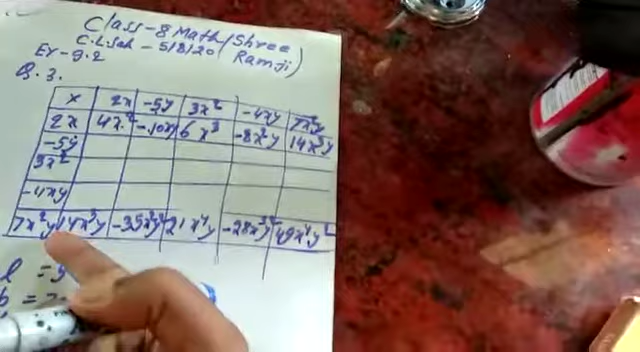 Class-8 Math (Shree
C.L.Sah - 5/8/20 Ramji)
Ex-9.2
Q.3.
x 2x -5y 3x² -4xy 7x²y
2x 4x² -10xy 6x³ -8x²y 14x³y
-5y
3x²
-4xy
7x²y 14x³y -35x²y² 21x⁴y -28x³y² 49x⁴y²
l =
b =